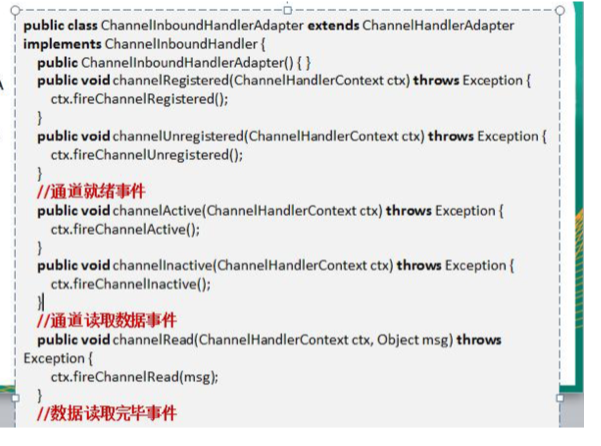 public class ChannelInboundHandlerAdapter extends ChannelHandlerAdapter
implements ChannelInboundHandler {
public ChannelInboundHandlerAdapter() { }
public void channelRegistered(ChannelHandlerContext ctx) throws Exception {
ctx.fireChannelRegistered();
}
public void channelUnregistered(ChannelHandlerContext ctx) throws Exception {
ctx.fireChannelUnregistered();
}
//通道就绪事件
public void channelActive(ChannelHandlerContext ctx) throws Exception {
ctx.fireChannelActive();
}
public void channelInactive(ChannelHandlerContext ctx) throws Exception {
ctx.fireChannelInactive();
}
//通道读取数据事件
public void channelRead(ChannelHandlerContext ctx, Object msg) throws
Exception {
ctx.fireChannelRead(msg);
}
//数据读取完毕事件